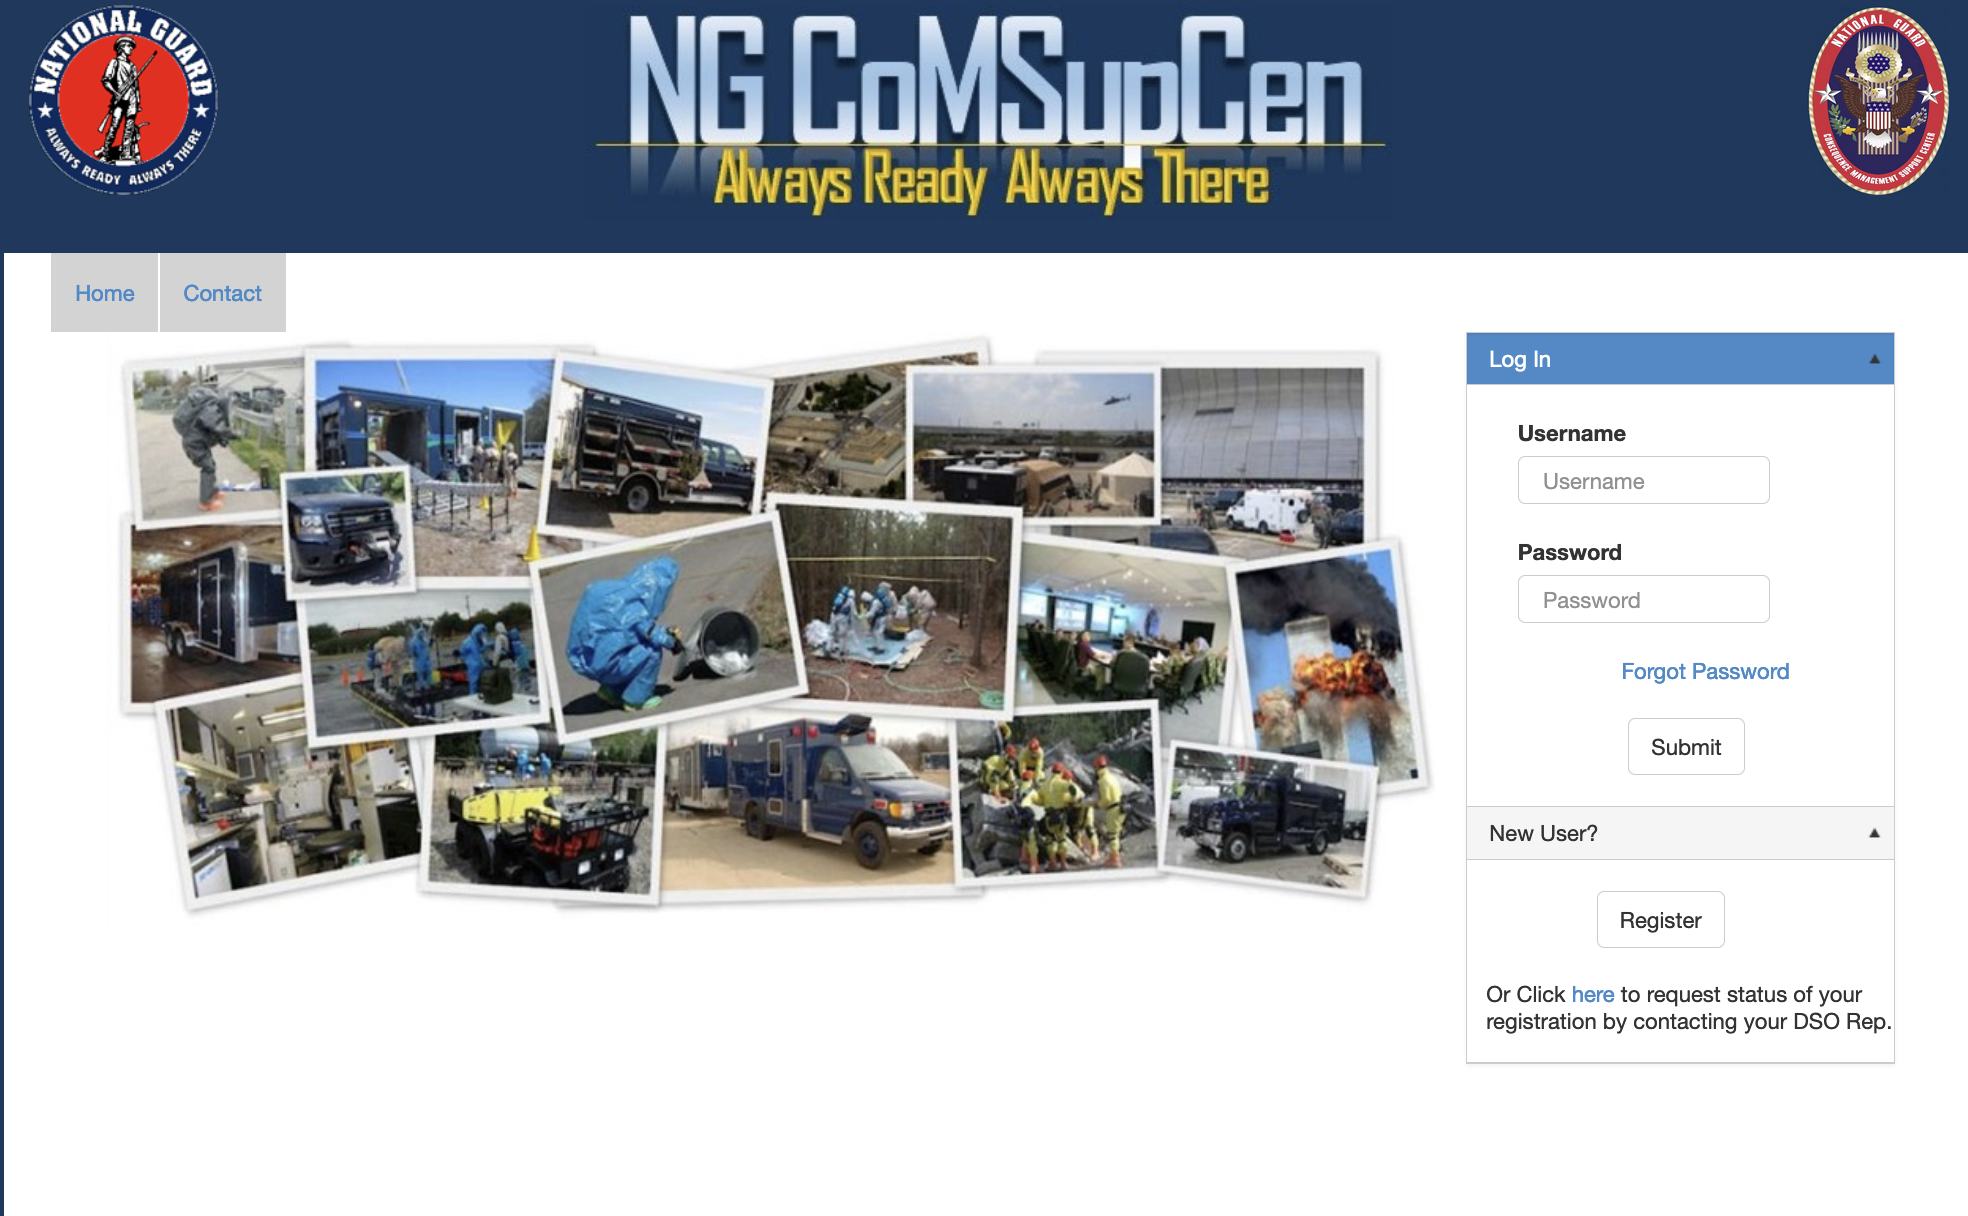 NATIONAL GUARD
ALWAYS READY ALWAYS THERE
NG CoMSupCen
Always Ready Always There
NATIONAL GUARD
CONSEQUENCE MANAGEMENT SUPPORT CENTER
Home
Contact
Log In
Username
Username
Password
Password
Forgot Password
Submit
New User?
Register
Or Click here to request status of your
registration by contacting your DSO Rep.